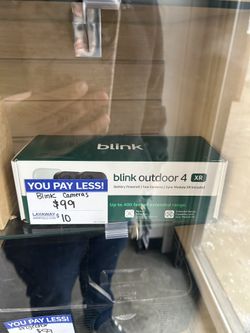 blink
blink outdoor 4 XR
Battery Powered | Two Cameras | Sync Module XR Included
Up to 400 feet of extended range
YOU PAY LESS!
Blink Cameras
$99
LAYAWAY
$10
YOU PAY LESS!